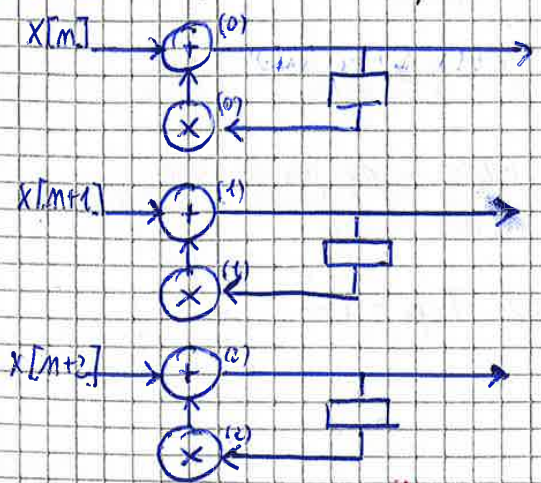 X[n] + (0)
× (0)
X[n+1] + (1)
× (1)
X[n+2] + (2)
× (2)